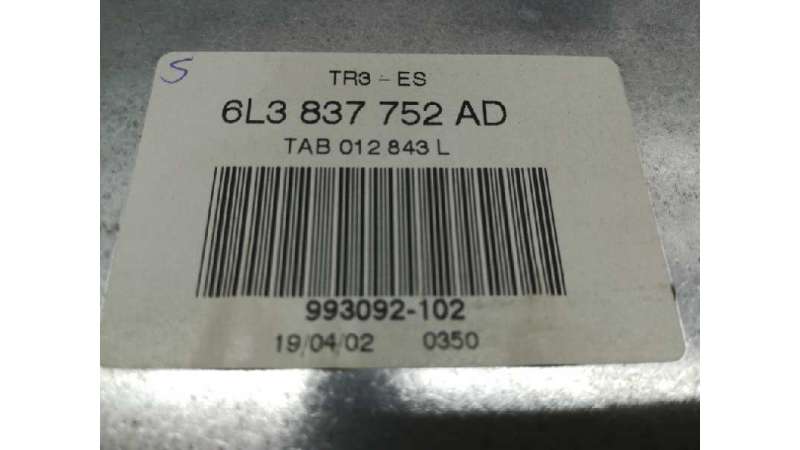 S
TR3 - ES
6L3 837 752 AD
TAB 012 843 L
993092-102
19/04/02 0350